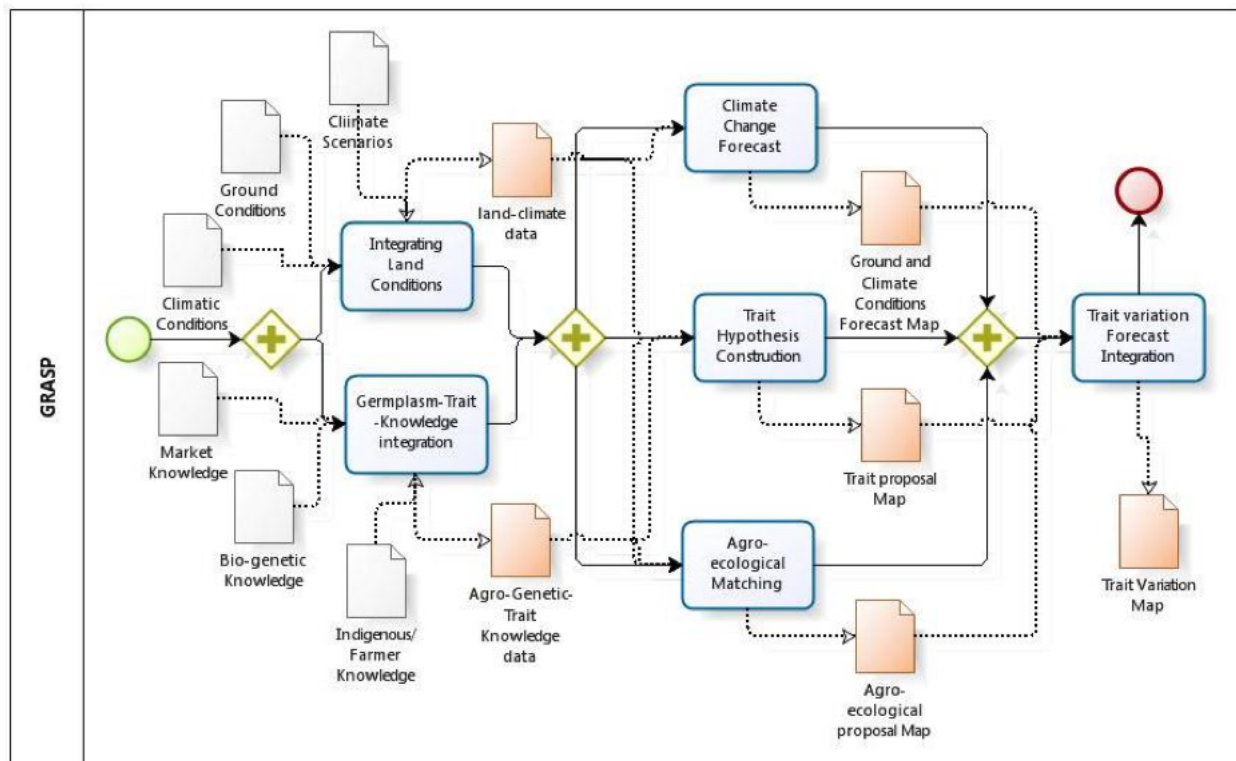 GRASP
Cliimate
Scenarios
Ground
Conditions
Climatic
Conditions
Market
Knowledge
Bio-genetic
Knowledge
Indigenous/
Farmer
Knowledge
Integrating
Land
Conditions
Germplasm-Trait
-Knowledge
integration
land-climate
data
Agro-Genetic-
Trait
Knowledge
data
Climate
Change
Forecast
Ground and
Climate
Conditions
Forecast Map
Trait
Hypothesis
Construction
Trait proposal
Map
Agro-
ecological
Matching
Agro-
ecological
proposal Map
Trait variation
Forecast
Integration
Trait Variation
Map